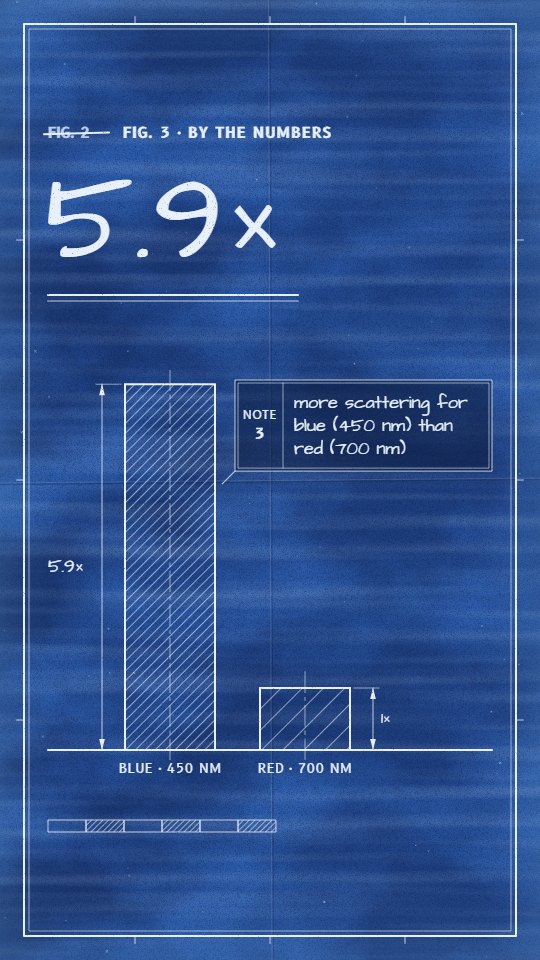 FIG. 2 FIG. 3 · BY THE NUMBERS
5.9x
NOTE 3
more scattering for
blue (450 nm) than
red (700 nm)
5.9x
1x
BLUE · 450 NM RED · 700 NM